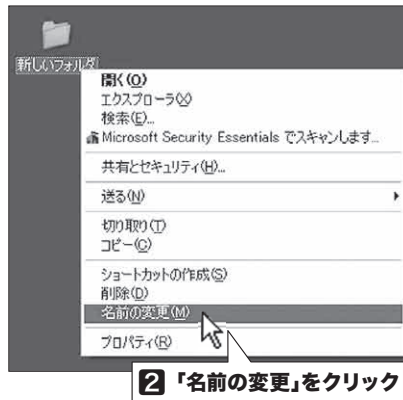 新しいフォルダ
開く(O)
エクスプローラ(X)
検索(E)...
Microsoft Security Essentials でスキャンします...
共有とセキュリティ(H)...
送る(N)
切り取り(T)
コピー(C)
ショートカットの作成(S)
削除(D)
名前の変更(M)
プロパティ(R)
2 「名前の変更」をクリック